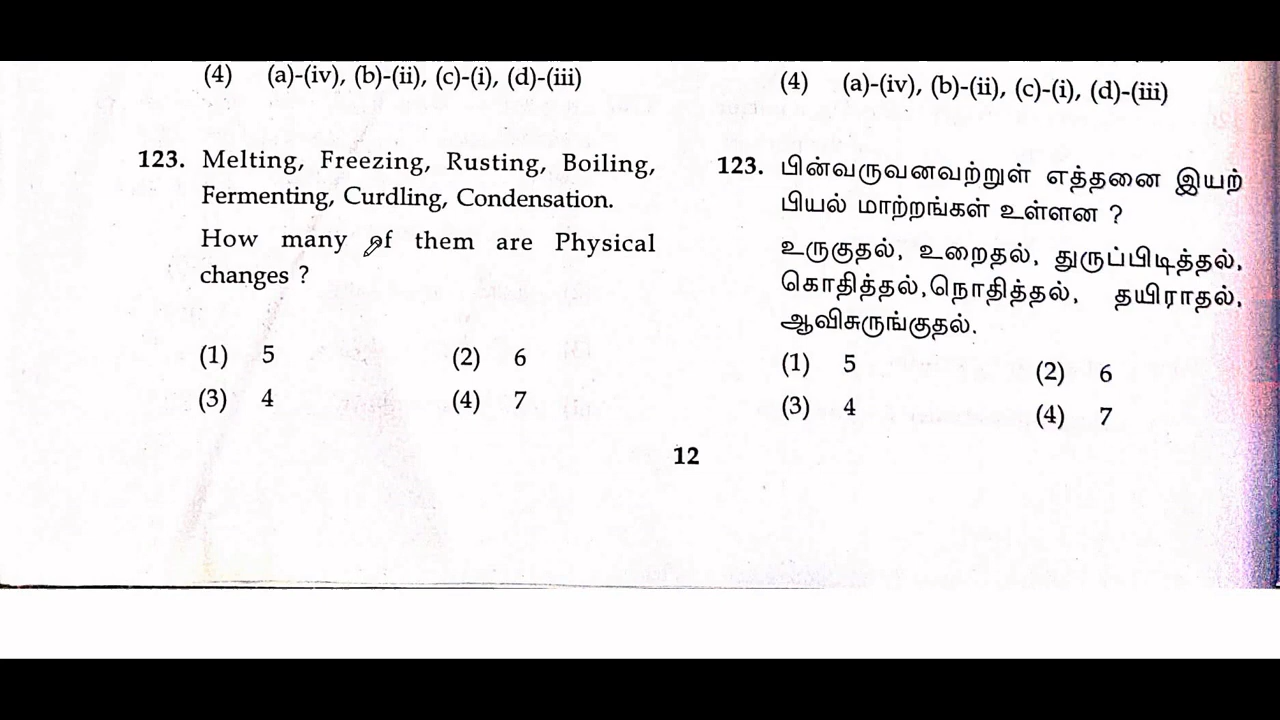 (4) (a)-(iv), (b)-(ii), (c)-(i), (d)-(iii)
123. Melting, Freezing, Rusting, Boiling,
Fermenting, Curdling, Condensation.
How many of them are Physical
changes ?
(1) 5 (2) 6
(3) 4 (4) 7
(4) (a)-(iv), (b)-(ii), (c)-(i), (d)-(iii)
123. பின்வருவனவற்றுள் எத்தனை இயற்
பியல் மாற்றங்கள் உள்ளன ?
உருகுதல், உறைதல், துருப்பிடித்தல்,
கொதித்தல்,நொதித்தல், தயிராதல்,
ஆவிசுருங்குதல்.
(1) 5 (2) 6
(3) 4 (4) 7
12